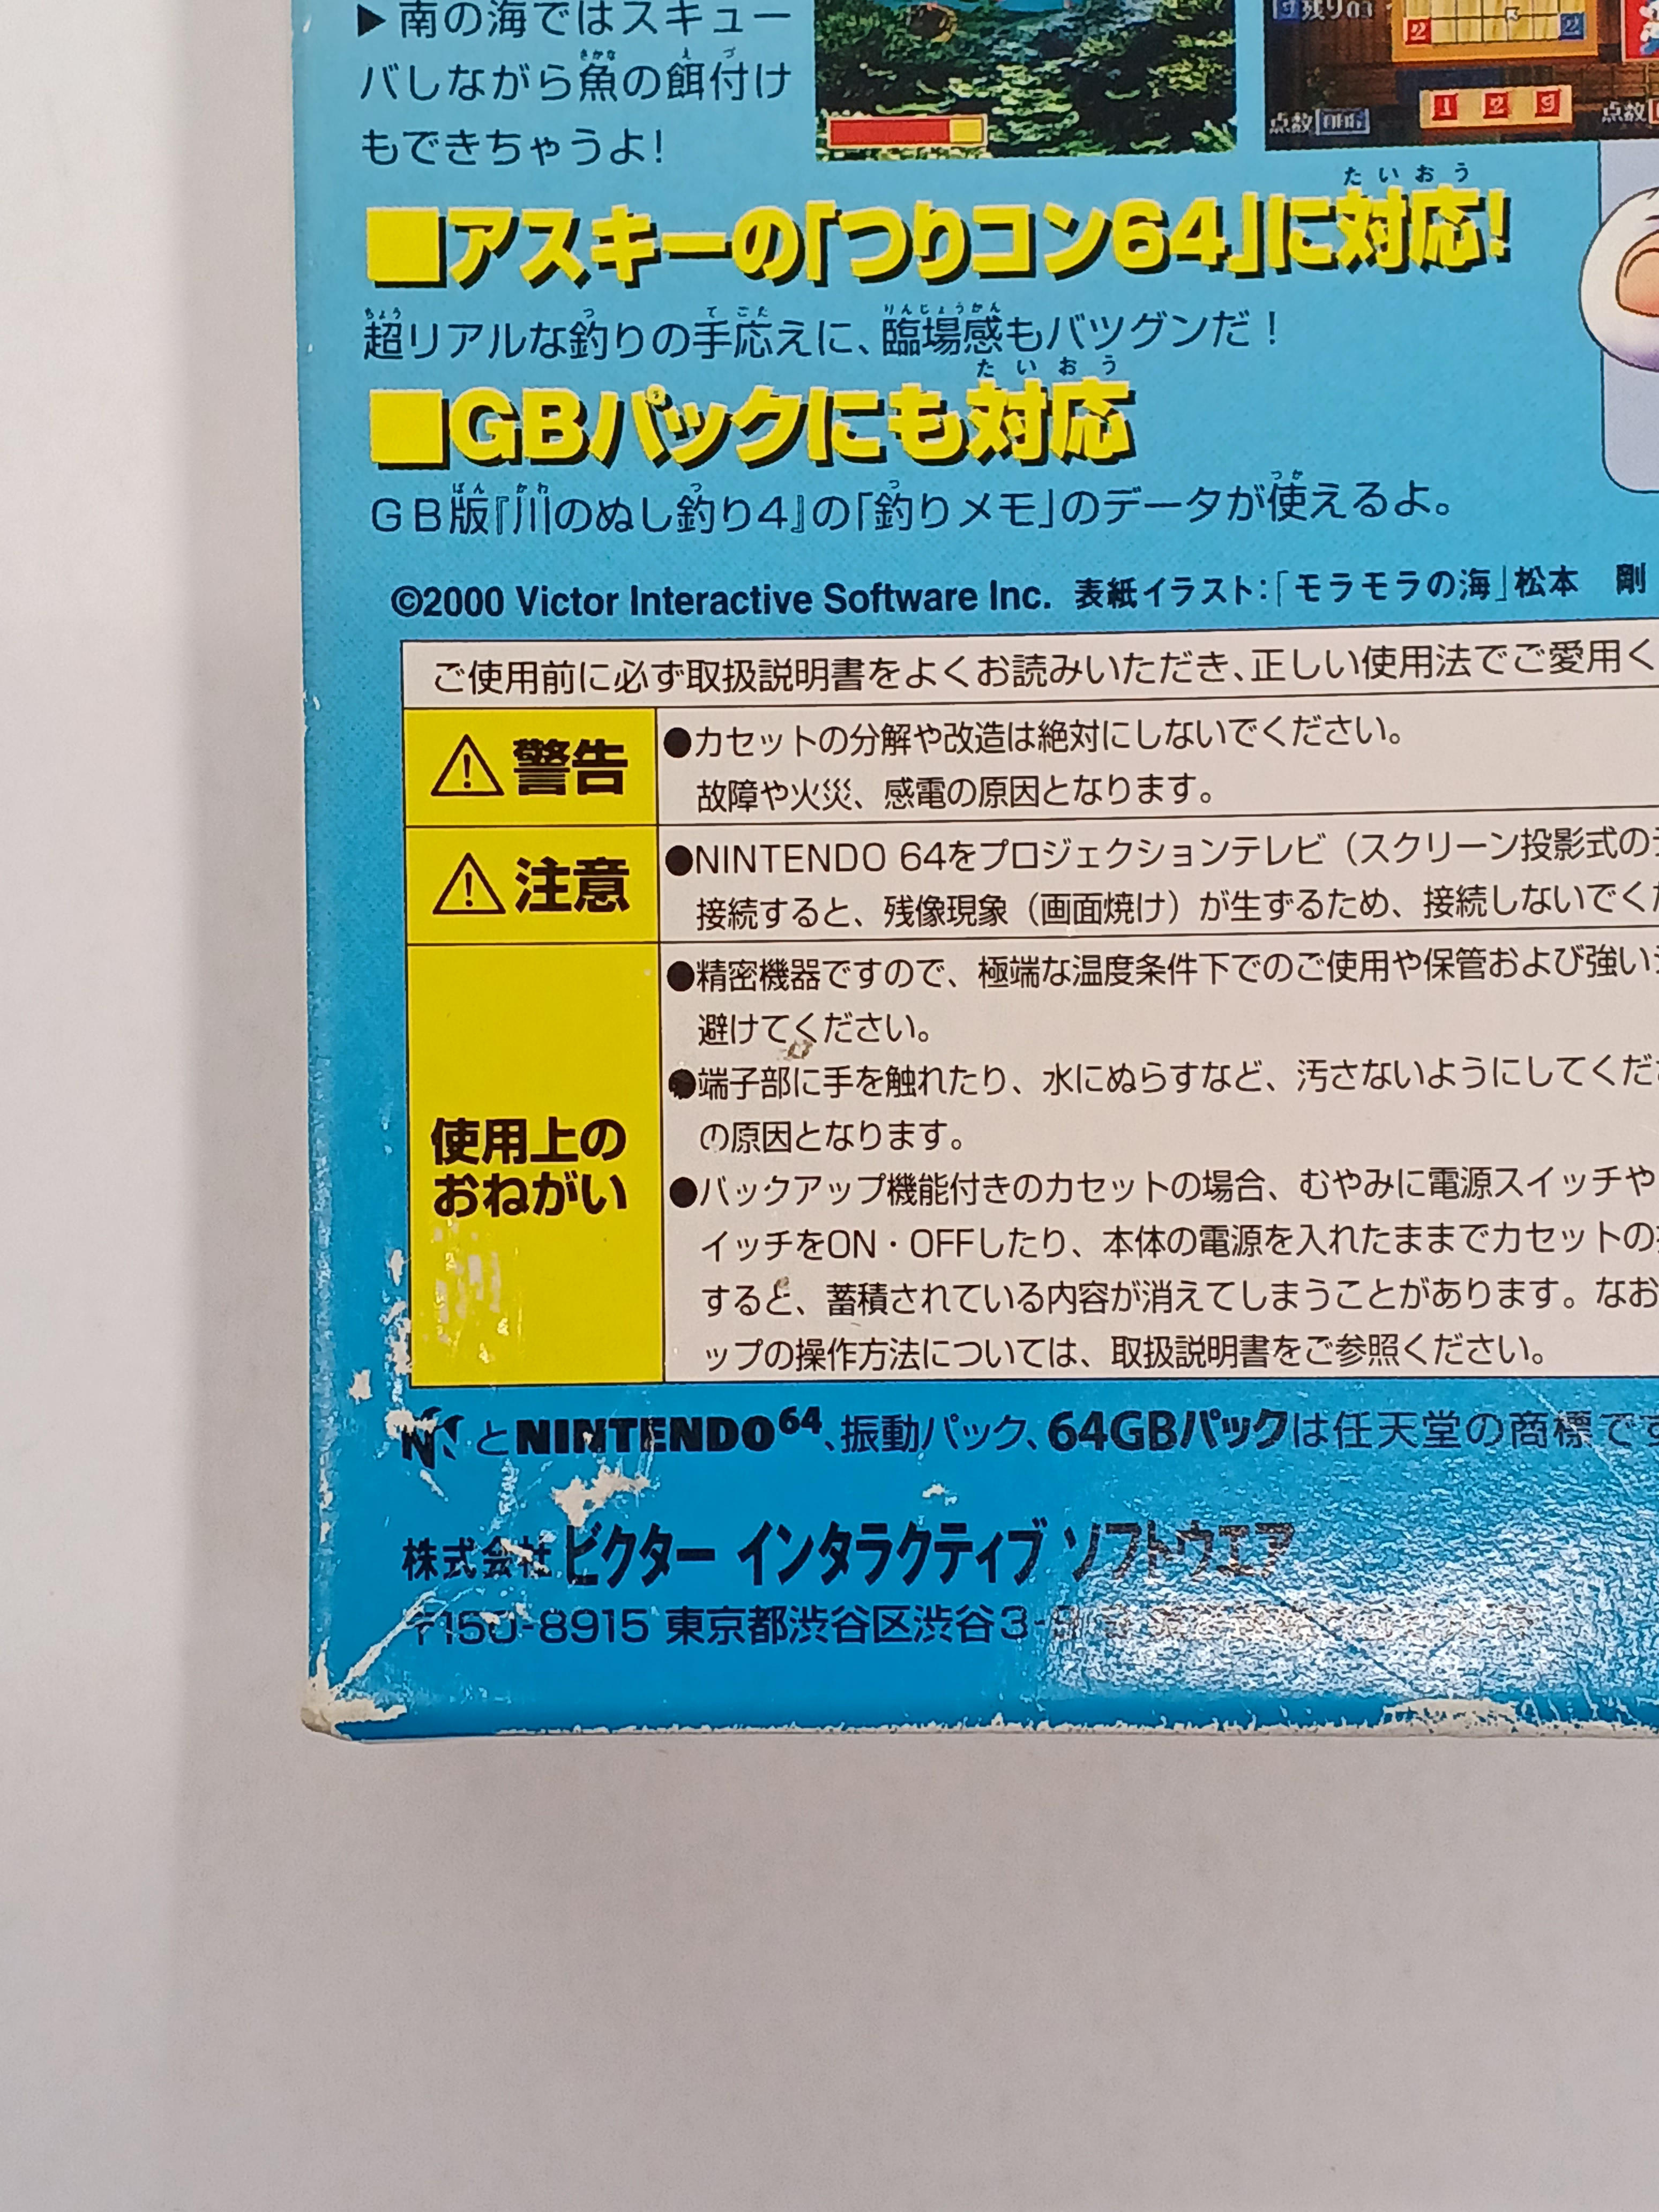 ▶南の海ではスキュー
バしながら魚の餌付け
もできちゃうよ!
残り03
2
2
1 2 3
点数
点数
■アスキーの「つりコン64」に対応!
超リアルな釣りの手応えに、臨場感もバツグンだ!
■GBパックにも対応
GB版『川のぬし釣り4』の「釣りメモ」のデータが使えるよ。
©2000 Victor Interactive Software Inc. 表紙イラスト:「モラモラの海」松本 剛
ご使用前に必ず取扱説明書をよくお読みいただき、正しい使用法でご愛用く
警告
●カセットの分解や改造は絶対にしないでください。
故障や火災、感電の原因となります。
注意
●NINTENDO 64をプロジェクションテレビ(スクリーン投影式の
接続すると、残像現象(画面焼け)が生ずるため、接続しないでくだ
使用上の
おねがい
●精密機器ですので、極端な温度条件下でのご使用や保管および強い
避けてください。
●端子部に手を触れたり、水にぬらすなど、汚さないようにしてくださ
の原因となります。
●バックアップ機能付きのカセットの場合、むやみに電源スイッチや
イッチをON・OFFしたり、本体の電源を入れたままでカセットの
すると、蓄積されている内容が消えてしまうことがあります。なお
ップの操作方法については、取扱説明書をご参照ください。
とNINTENDO64、振動パック、64GBパックは任天堂の商標です
株式会社 ビクター インタラクティブ ソフトウエア
〒150-8915 東京都渋谷区渋谷3-9